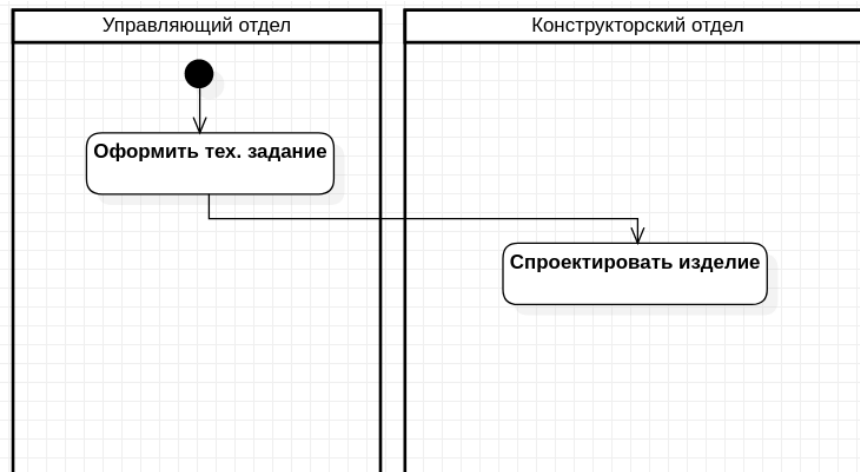 Управляющий отдел
Конструкторский отдел
Оформить тех. задание
Спроектировать изделие